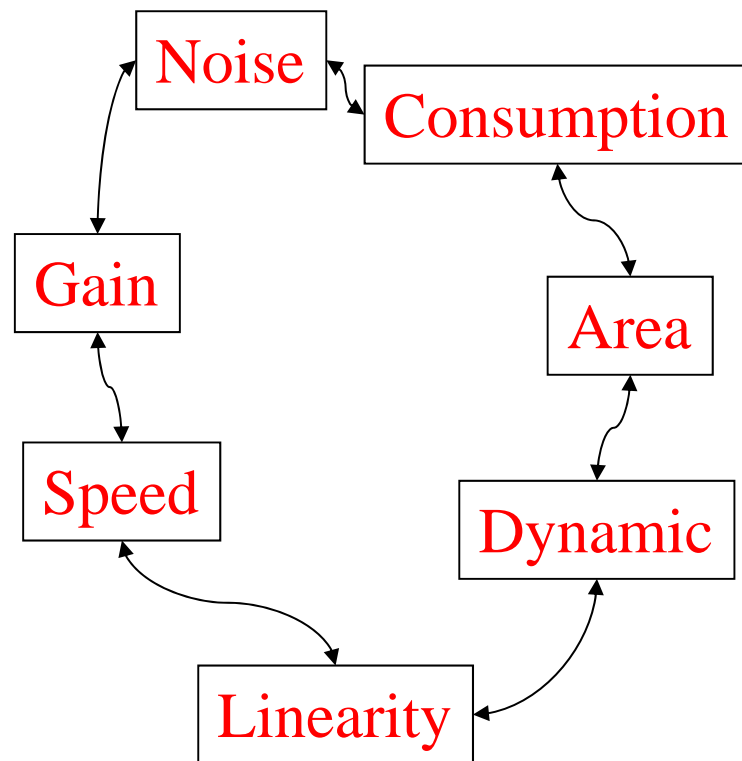 Noise
Consumption
Gain
Area
Speed
Dynamic
Linearity